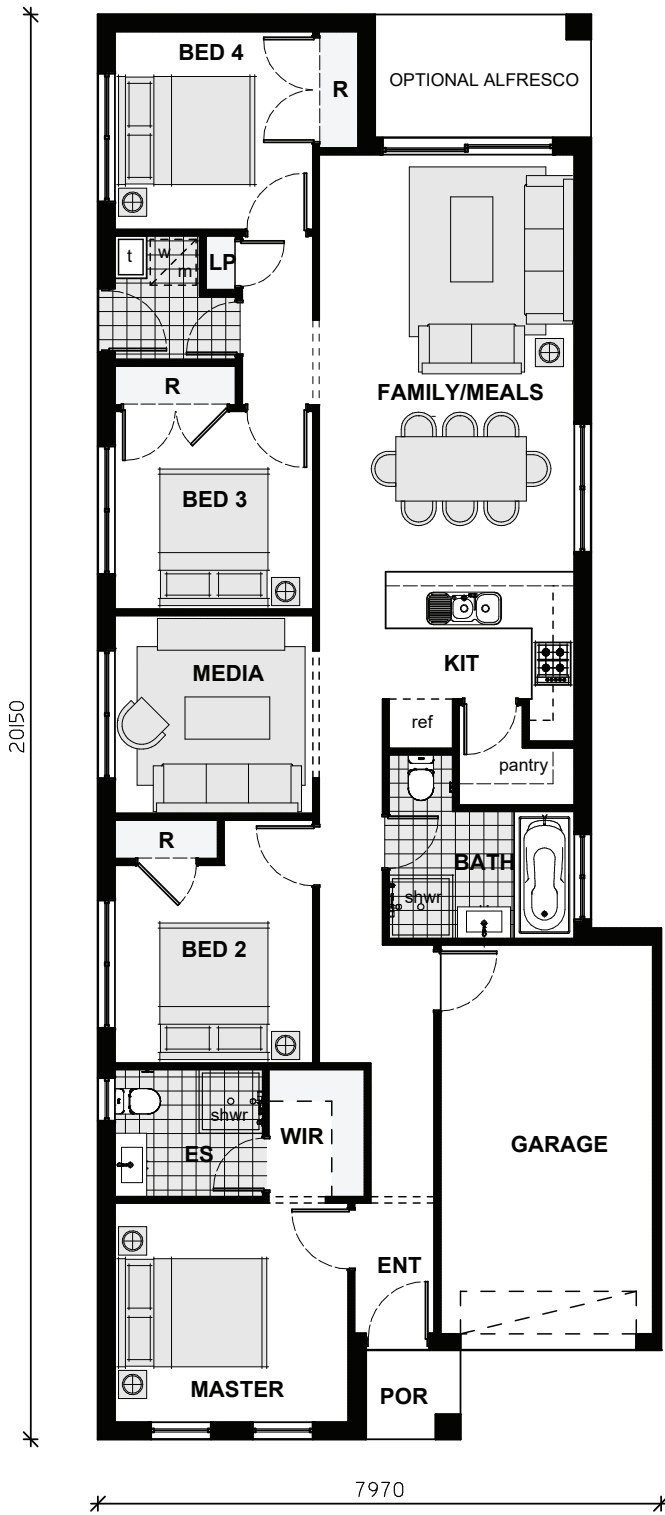 BED 4
R
OPTIONAL ALFRESCO
t
w
m
LP
FAMILY/MEALS
R
BED 3
MEDIA
KIT
ref
pantry
R
BATH
shwr
BED 2
20150
shwr
ES
WIR
GARAGE
ENT
MASTER
POR
7970